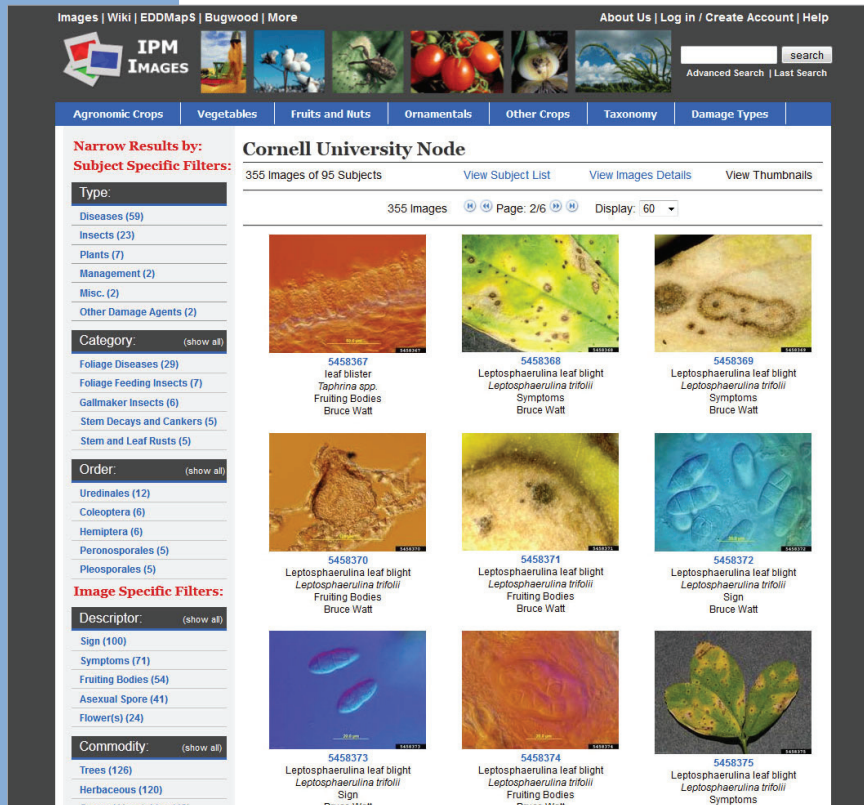 Images | Wiki | EDDMapS | Bugwood | More
About Us | Log in / Create Account | Help
IPM
IMAGES
search
Advanced Search | Last Search
Agronomic Crops
Vegetables
Fruits and Nuts
Ornamentals
Other Crops
Taxonomy
Damage Types
Narrow Results by:
Subject Specific Filters:
Type:
Diseases (59)
Insects (23)
Plants (7)
Management (2)
Misc. (2)
Other Damage Agents (2)
Category: (show all)
Foliage Diseases (29)
Foliage Feeding Insects (7)
Gallmaker Insects (6)
Stem Decays and Cankers (5)
Stem and Leaf Rusts (5)
Order: (show all)
Uredinales (12)
Coleoptera (6)
Hemiptera (6)
Peronosporales (5)
Pleosporales (5)
Image Specific Filters:
Descriptor: (show all)
Sign (100)
Symptoms (71)
Fruiting Bodies (54)
Asexual Spore (41)
Flower(s) (24)
Commodity: (show all)
Trees (126)
Herbaceous (120)
Cornell University Node
355 Images of 95 Subjects
View Subject List
View Images Details
View Thumbnails
355 Images Page: 2/6 Display: 60
5458367
5458367
leaf blister
Taphrina spp.
Fruiting Bodies
Bruce Watt
5458368
5458368
Leptosphaerulina leaf blight
Leptosphaerulina trifolii
Symptoms
Bruce Watt
5458369
5458369
Leptosphaerulina leaf blight
Leptosphaerulina trifolii
Symptoms
Bruce Watt
5458370
5458370
Leptosphaerulina leaf blight
Leptosphaerulina trifolii
Fruiting Bodies
Bruce Watt
5458371
5458371
Leptosphaerulina leaf blight
Leptosphaerulina trifolii
Fruiting Bodies
Bruce Watt
5458372
5458372
Leptosphaerulina leaf blight
Leptosphaerulina trifolii
Sign
Bruce Watt
5458373
5458373
Leptosphaerulina leaf blight
Leptosphaerulina trifolii
Sign
5458374
5458374
Leptosphaerulina leaf blight
Leptosphaerulina trifolii
Fruiting Bodies
5458375
5458375
Leptosphaerulina leaf blight
Leptosphaerulina trifolii
Symptoms